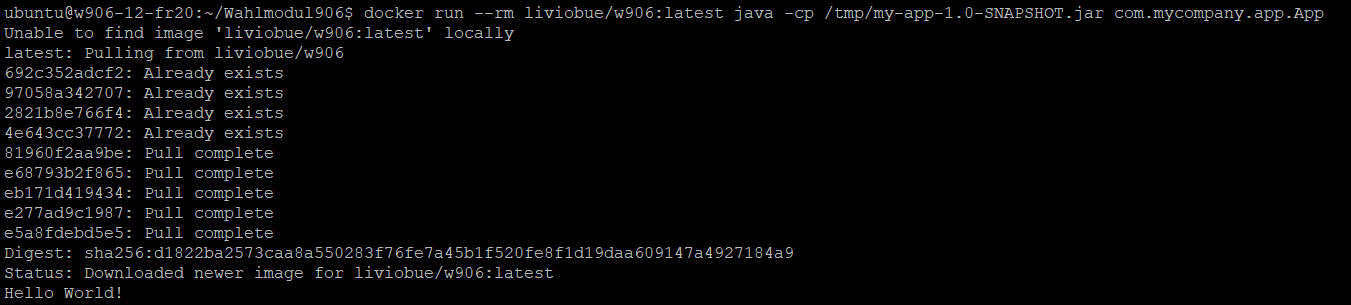 ubuntu@w906-12-fr20:~/Wahlmodul906$ docker run --rm liviobue/w906:latest java -cp /tmp/my-app-1.0-SNAPSHOT.jar com.mycompany.app.App
Unable to find image 'liviobue/w906:latest' locally
latest: Pulling from liviobue/w906
692c352adcf2: Already exists
97058a342707: Already exists
2821b8e766f4: Already exists
4e643cc37772: Already exists
81960f2aa9be: Pull complete
e68793b2f865: Pull complete
eb171d419434: Pull complete
e277ad9c1987: Pull complete
e5a8fdebd5e5: Pull complete
Digest: sha256:d1822ba2573caa8a550283f76fe7a45b1f520fe8f1d19daa609147a4927184a9
Status: Downloaded newer image for liviobue/w906:latest
Hello World!